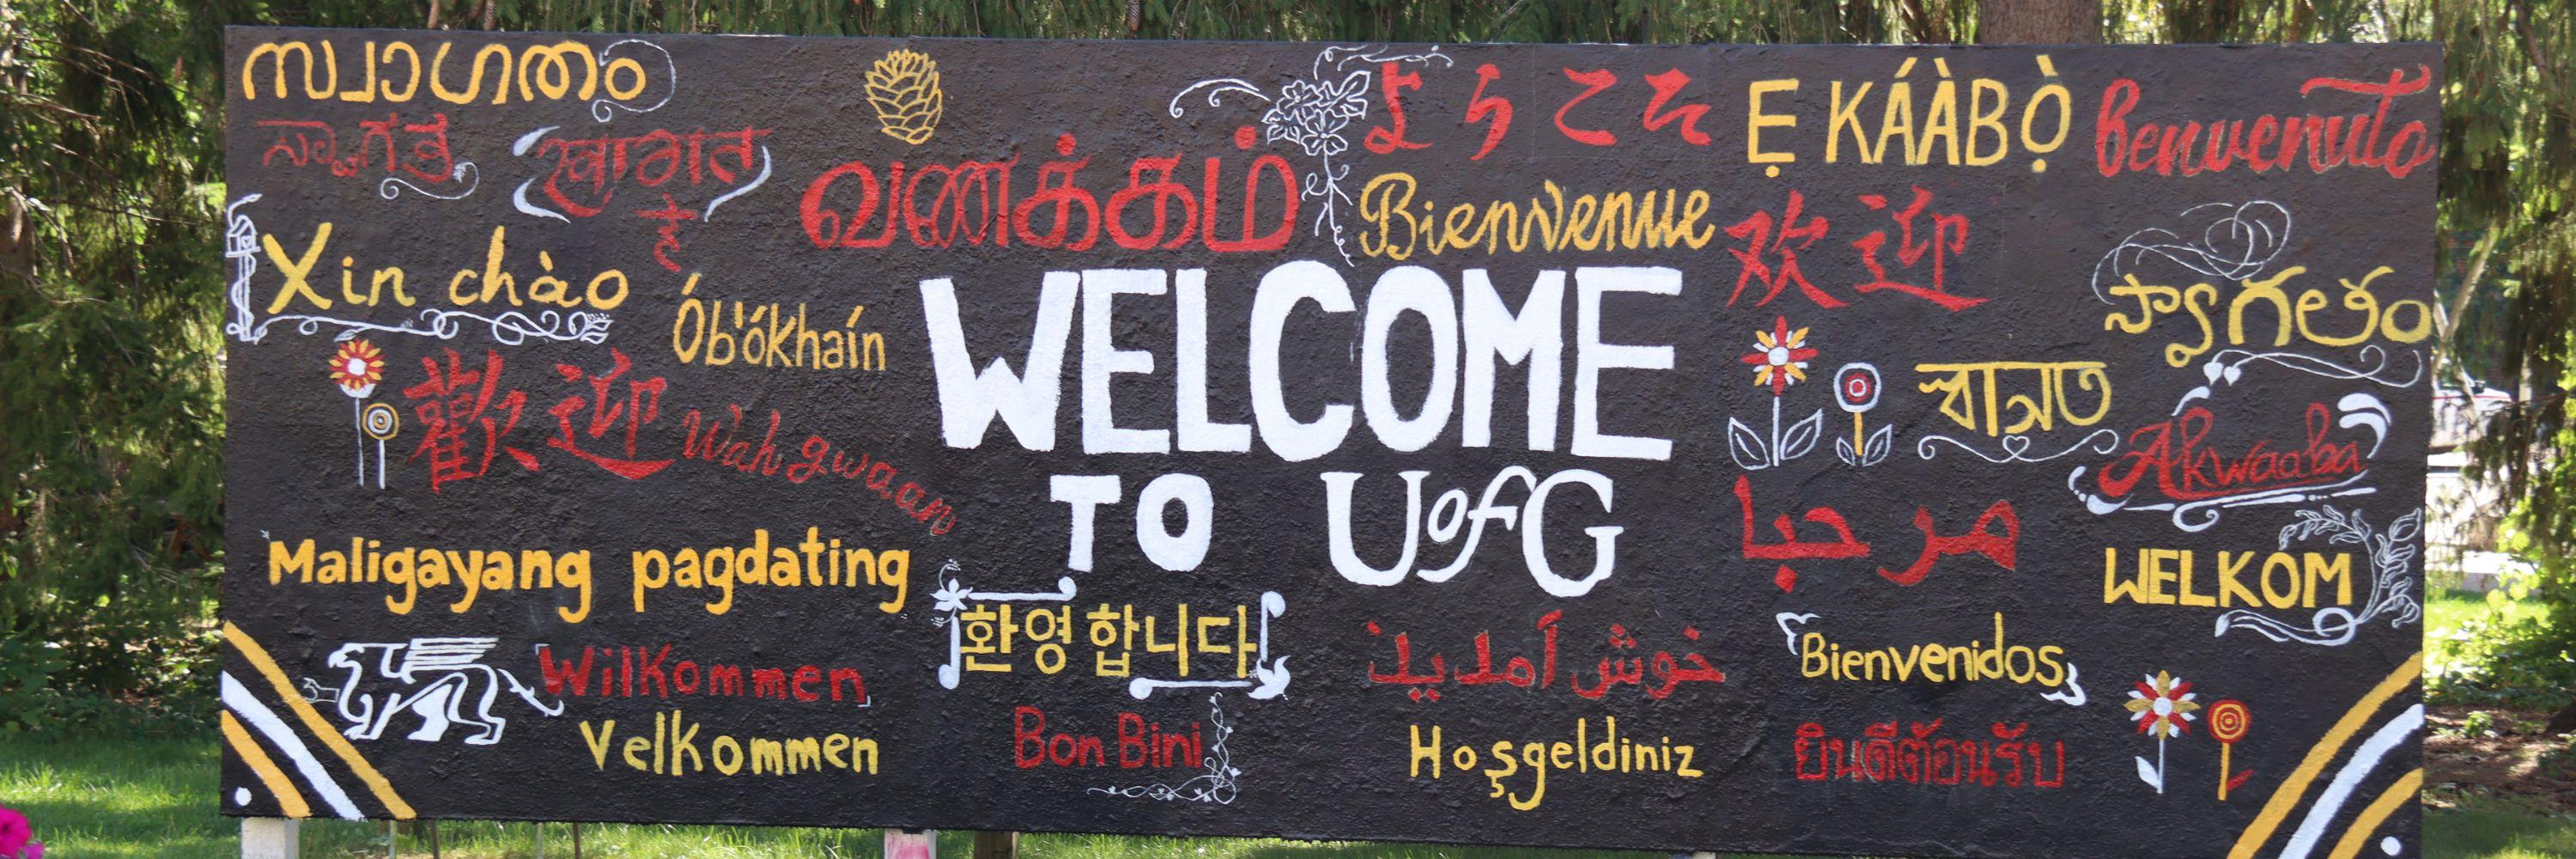 സ്വാഗതം
ಸ್ವಾಗತ
स्वागत
है
வணக்கம்
ようこそ
Ẹ KÁÀBỌ̀
Benvenuto
Xin chào
Bienvenue
欢迎
స్వాగతం
Ób'ókhaín
WELCOME
TO UofG
歡迎
Wah gwaan
স্বাগত
Akwaaba
مرحبا
Maligayang pagdating
WELKOM
환영합니다
خوش آمدید
Bienvenidos
Wilkommen
Velkommen
Bon Bini
Hoşgeldiniz
ยินดีต้อนรับ